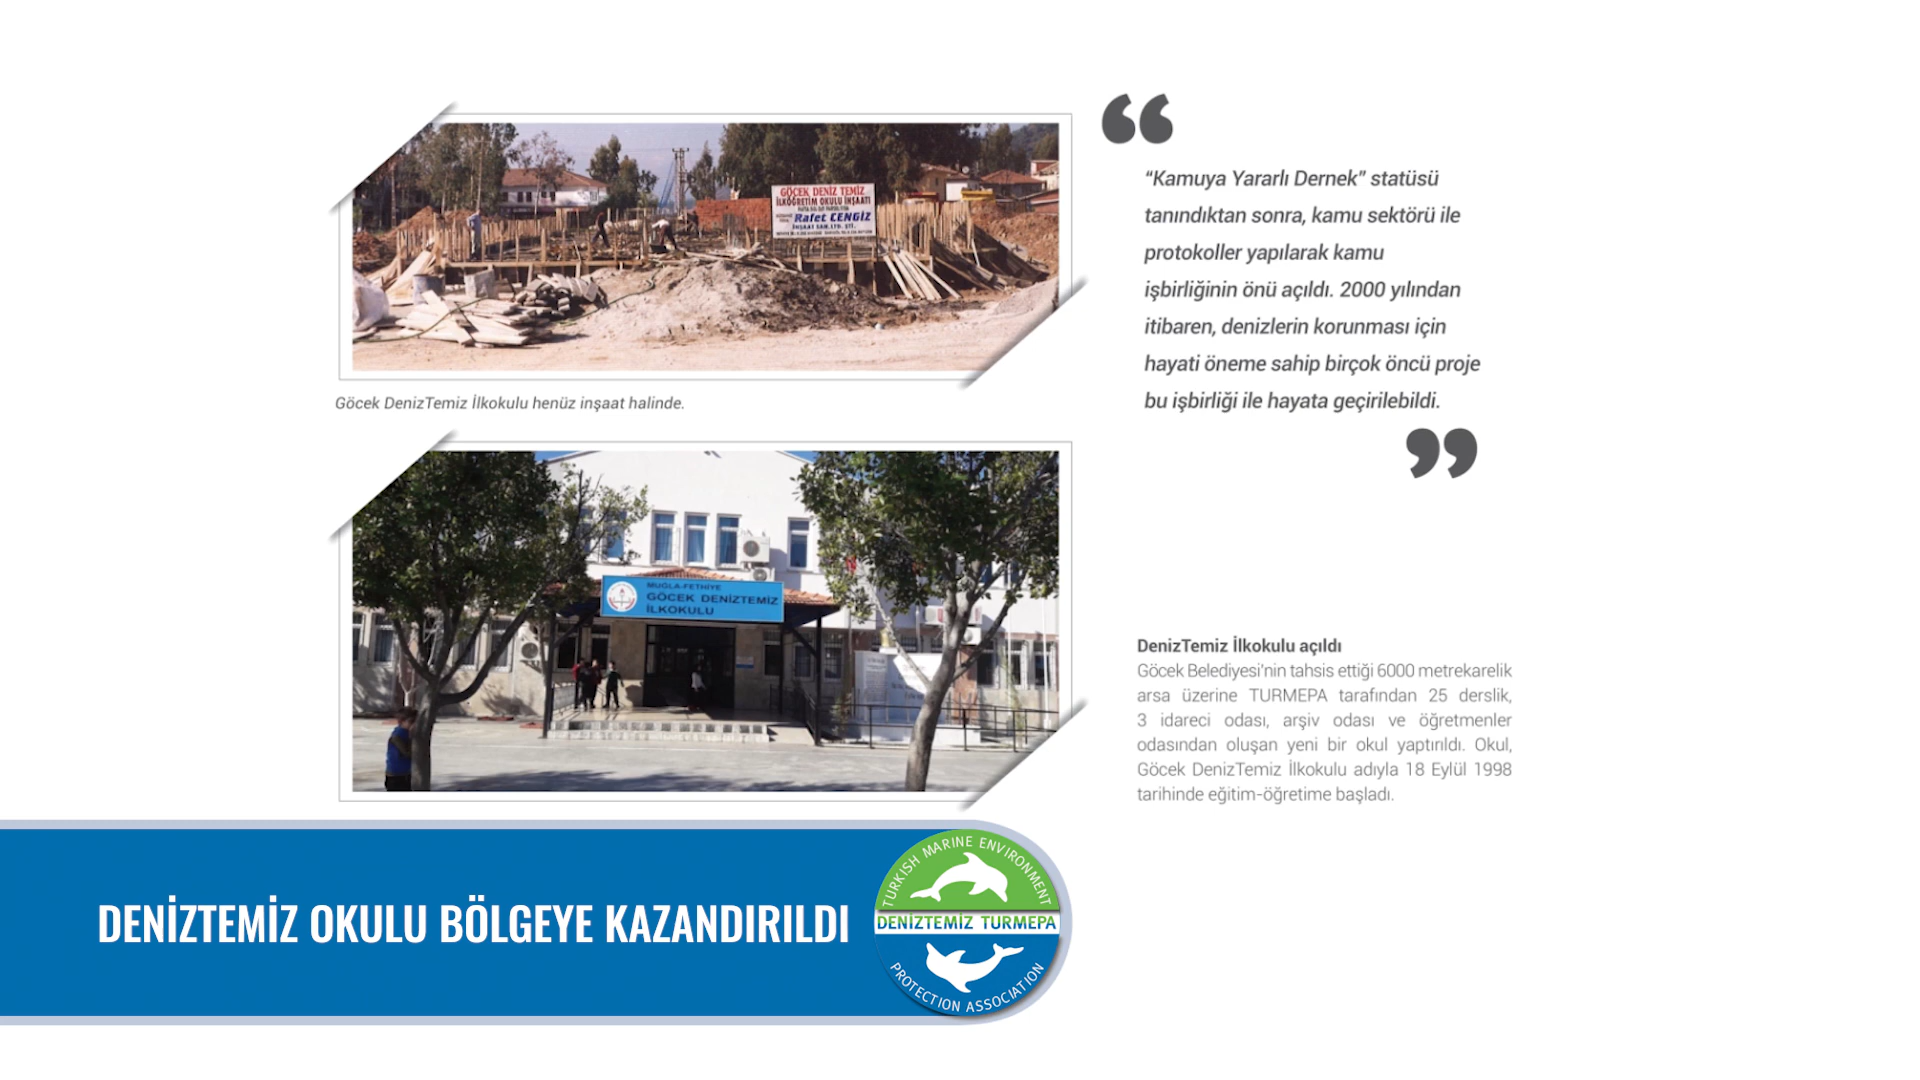 GÖCEK DENİZ TEMİZ
İLKÖĞRETİM OKULU İNŞAATI
Rafet CENGİZ
İNŞAAT SAN.LTD. ŞTİ.
Göcek DenizTemiz İlkokulu henüz inşaat halinde.
“Kamuya Yararlı Dernek” statüsü
tanındıktan sonra, kamu sektörü ile
protokoller yapılarak kamu
işbirliğinin önü açıldı. 2000 yılından
itibaren, denizlerin korunması için
hayati öneme sahip birçok öncü proje
bu işbirliği ile hayata geçirilebildi.
MUĞLA-FETHİYE
GÖCEK DENİZTEMİZ
İLKOKULU
DenizTemiz İlkokulu açıldı
Göcek Belediyesi'nin tahsis ettiği 6000 metrekarelik
arsa üzerine TURMEPA tarafından 25 derslik,
3 idareci odası, arşiv odası ve öğretmenler
odasından oluşan yeni bir okul yaptırıldı. Okul,
Göcek DenizTemiz İlkokulu adıyla 18 Eylül 1998
tarihinde eğitim-öğretime başladı.
DENİZTEMİZ OKULU BÖLGEYE KAZANDIRILDI
TURKISH MARINE ENVIRONMENT
DENİZTEMİZ TURMEPA
PROTECTION ASSOCIATION